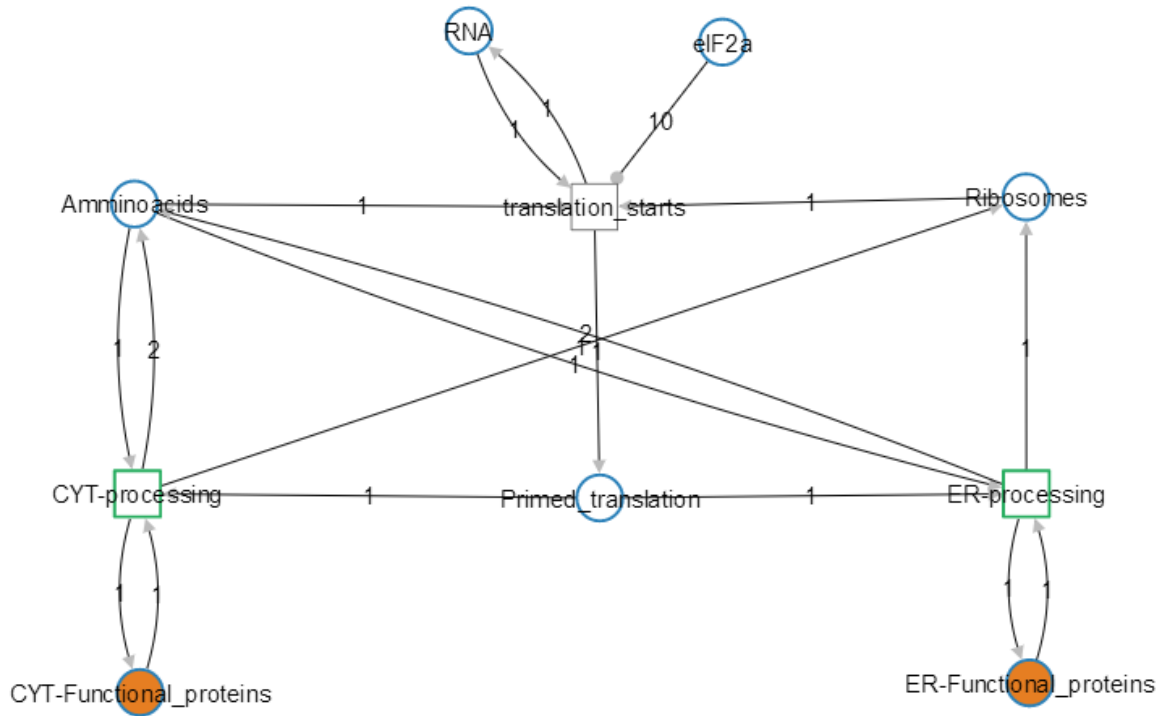 RNA
eIF2a
1
1
10
Amminoacids
1
translation_starts
1
Ribosomes
2
1
1
1
1
2
1
CYT-processing
1
Primed_translation
1
ER-processing
1
1
1
1
CYT-Functional_proteins
ER-Functional_proteins